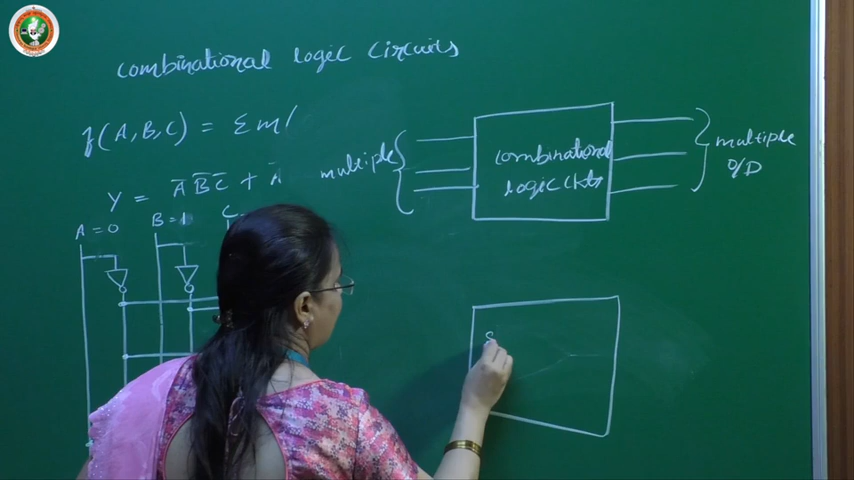 combinational logic circuits
f(A,B,C) = Σm(
Y = A̅ B̅ C̅ + A̅
A = 0
B = 1
C
multiple
combinational
logic ckts
multiple
O/P
S